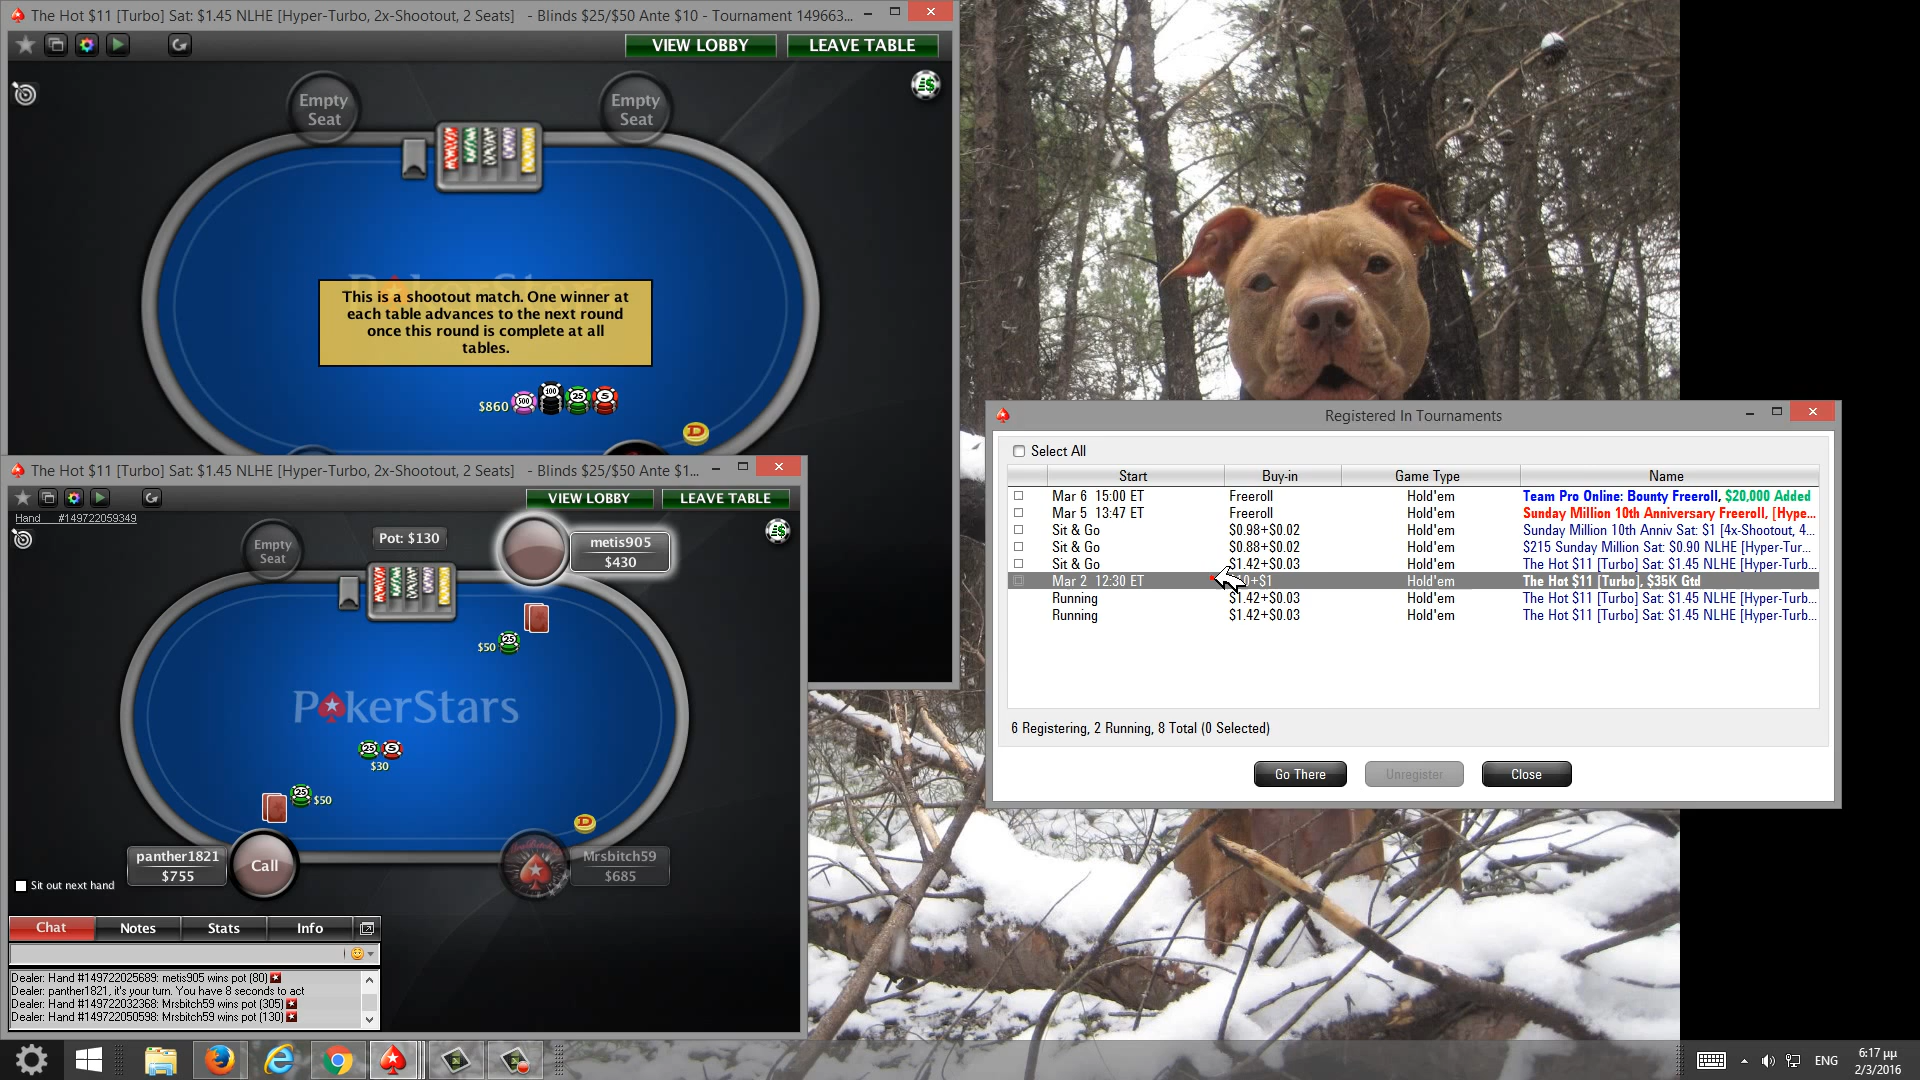 The Hot $11 [Turbo] Sat: $1.45 NLHE [Hyper-Turbo, 2x-Shootout, 2 Seats] - Blinds $25/$50 Ante $10 - Tournament 149663...
VIEW LOBBY
LEAVE TABLE
Empty
Seat
Empty
Seat
This is a shootout match. One winner at
each table advances to the next round
once this round is complete at all
tables.
$860
500
100
25
5
D
The Hot $11 [Turbo] Sat: $1.45 NLHE [Hyper-Turbo, 2x-Shootout, 2 Seats] - Blinds $25/$50 Ante $1...
VIEW LOBBY
LEAVE TABLE
Hand #149722059349
Empty
Seat
Pot: $130
metis905
$430
$50
25
PokerStars
25
5
$30
25
$50
D
panther1821
$755
Call
Mrsbitch59
$685
Sit out next hand
Chat
Notes
Stats
Info
Dealer: Hand #149722025689: metis905 wins pot (80)
Dealer: panther1821, it's your turn. You have 8 seconds to act
Dealer: Hand #149722032368: Mrsbitch59 wins pot (305)
Dealer: Hand #149722050598: Mrsbitch59 wins pot (130)
Registered In Tournaments
Select All
Start Buy-in Game Type Name
Mar 6 15:00 ET Freeroll Hold'em Team Pro Online: Bounty Freeroll, $20,000 Added
Mar 5 13:47 ET Freeroll Hold'em Sunday Million 10th Anniversary Freeroll, [Hype...
Sit & Go $0.98+$0.02 Hold'em Sunday Million 10th Anniv Sat: $1 [4x-Shootout, 4...
Sit & Go $0.88+$0.02 Hold'em $215 Sunday Million Sat: $0.90 NLHE [Hyper-Tur...
Sit & Go $1.42+$0.03 Hold'em The Hot $11 [Turbo] Sat: $1.45 NLHE [Hyper-Turb...
Mar 2 12:30 ET 0+$1 Hold'em The Hot $11 [Turbo], $35K Gtd
Running $1.42+$0.03 Hold'em The Hot $11 [Turbo] Sat: $1.45 NLHE [Hyper-Turb...
Running $1.42+$0.03 Hold'em The Hot $11 [Turbo] Sat: $1.45 NLHE [Hyper-Turb...
6 Registering, 2 Running, 8 Total (0 Selected)
Go There
Unregister
Close
ENG
6:17 μμ
2/3/2016